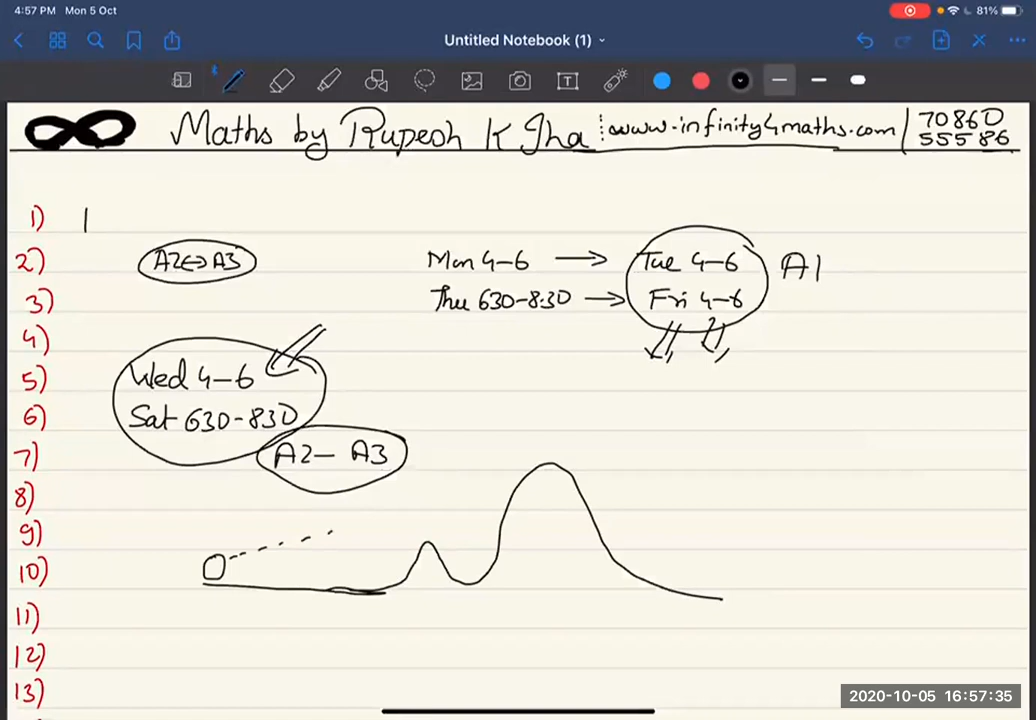 4:57 PM Mon 5 Oct
81%
Untitled Notebook (1)
T
Maths by Rupesh K Jha
www.infinity4maths.com
70860
55586
1) |
2) A2↔A3
Mon 4-6 → Tue 4-6 A1
3) Thu 630-8.30 → Fri 4-6
4)
5) Wed 4-6
6) Sat 630-830
7) A2- A3
8)
9)
10)
11)
12)
13)
2020-10-05 16:57:35